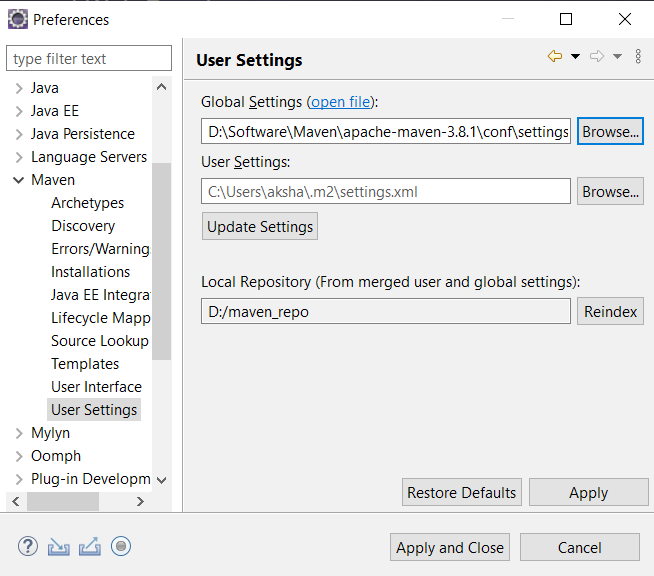 Preferences
type filter text
Java
Java EE
Java Persistence
Language Servers
Maven
Archetypes
Discovery
Errors/Warning
Installations
Java EE Integra
Lifecycle Mapp
Source Lookup
Templates
User Interface
User Settings
Mylyn
Oomph
Plug-in Developm
User Settings
Global Settings (open file):
D:\Software\Maven\apache-maven-3.8.1\conf\settings
Browse...
User Settings:
C:\Users\aksha\.m2\settings.xml
Browse...
Update Settings
Local Repository (From merged user and global settings):
D:/maven_repo
Reindex
Restore Defaults
Apply
Apply and Close
Cancel